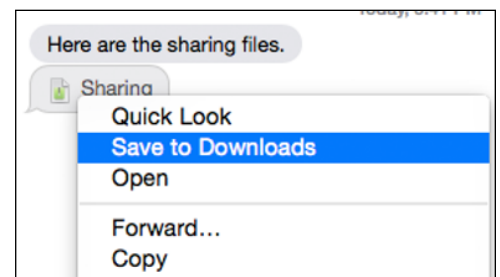 Here are the sharing files.
Sharing
Quick Look
Save to Downloads
Open
Forward...
Copy